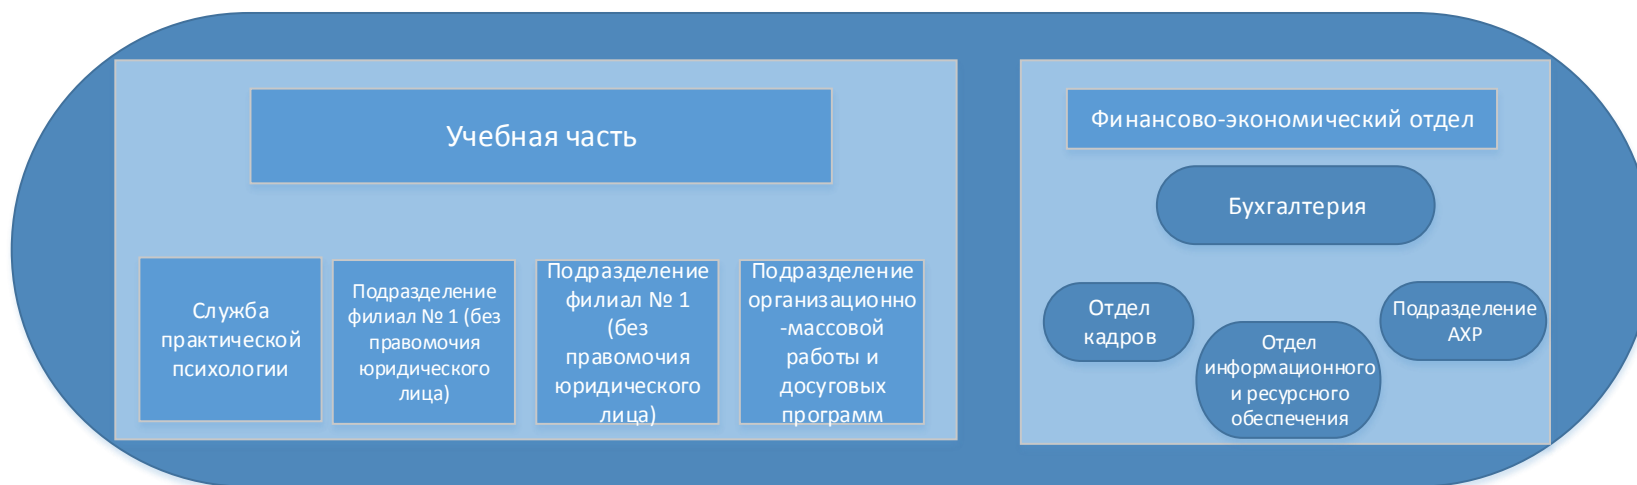 Учебная часть
Служба
практической
психологии
Подразделение
филиал № 1 (без
правомочия
юридического
лица)
Подразделение
филиал № 1
(без
правомочия
юридического
лица)
Подразделение
организационно
-массовой
работы и
досуговых
программ
Финансово-экономический отдел
Бухгалтерия
Отдел
кадров
Отдел
информационного
и ресурсного
обеспечения
Подразделение
АХР